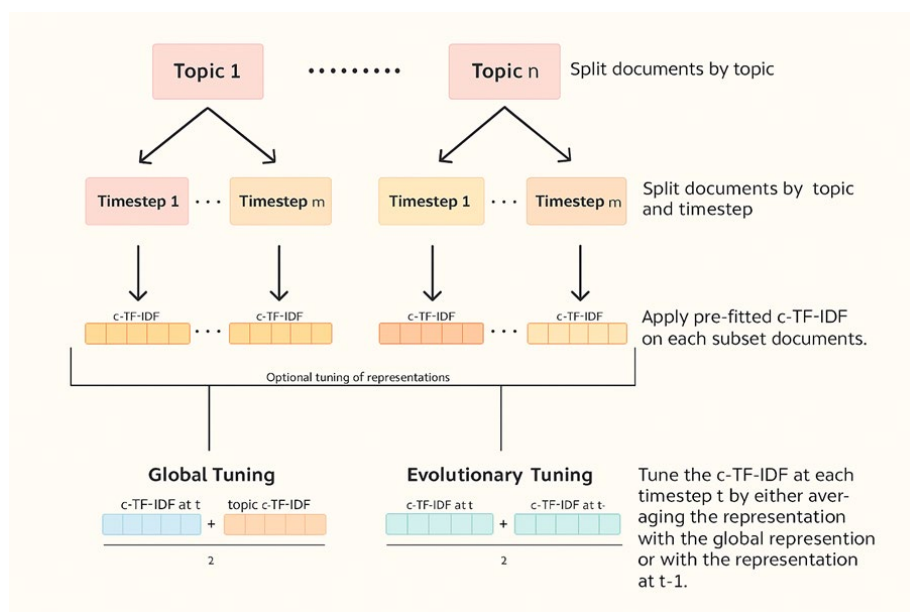 Topic 1
Topic n
Split documents by topic
Timestep 1
Timestep m
Timestep 1
Timestep m
Split documents by topic
and timestep
c-TF-IDF
c-TF-IDF
c-TF-IDF
c-TF-IDF
Apply pre-fitted c-TF-IDF
on each subset documents.
Optional tuning of representations
Global Tuning
c-TF-IDF at t
+
topic c-TF-IDF
2
Evolutionary Tuning
c-TF-IDF at t
+
c-TF-IDF at t-
2
Tune the c-TF-IDF at each
timestep t by either aver-
aging the representation
with the global represention
or with the representation
at t-1.